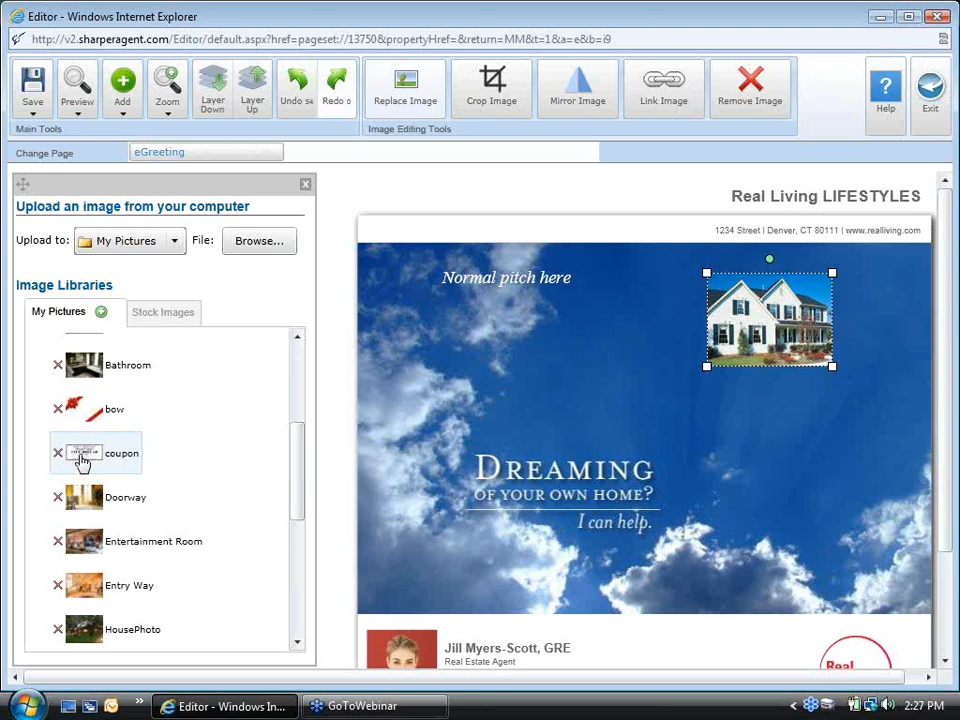 Editor - Windows Internet Explorer
http://v2.sharperagent.com/Editor/default.aspx?href=pageset://13750&propertyHref=&return=MM&t=1&a=e&b=i9
Save
Preview
Add
Zoom
Layer Down
Layer Up
Undo 54
Redo 0
Replace Image
Crop Image
Mirror Image
Link Image
Remove Image
Help
Exit
Main Tools
Image Editing Tools
Change Page
eGreeting
Upload an image from your computer
Upload to:
My Pictures
File:
Browse...
Image Libraries
My Pictures
Stock Images
Bathroom
bow
coupon
Doorway
Entertainment Room
Entry Way
HousePhoto
Real Living LIFESTYLES
1234 Street | Denver, CT 80111 | www.realliving.com
Normal pitch here
DREAMING
OF YOUR OWN HOME?
I can help.
Jill Myers-Scott, GRE
Real Estate Agent
Real
Editor - Windows In...
GoToWebinar
2:27 PM